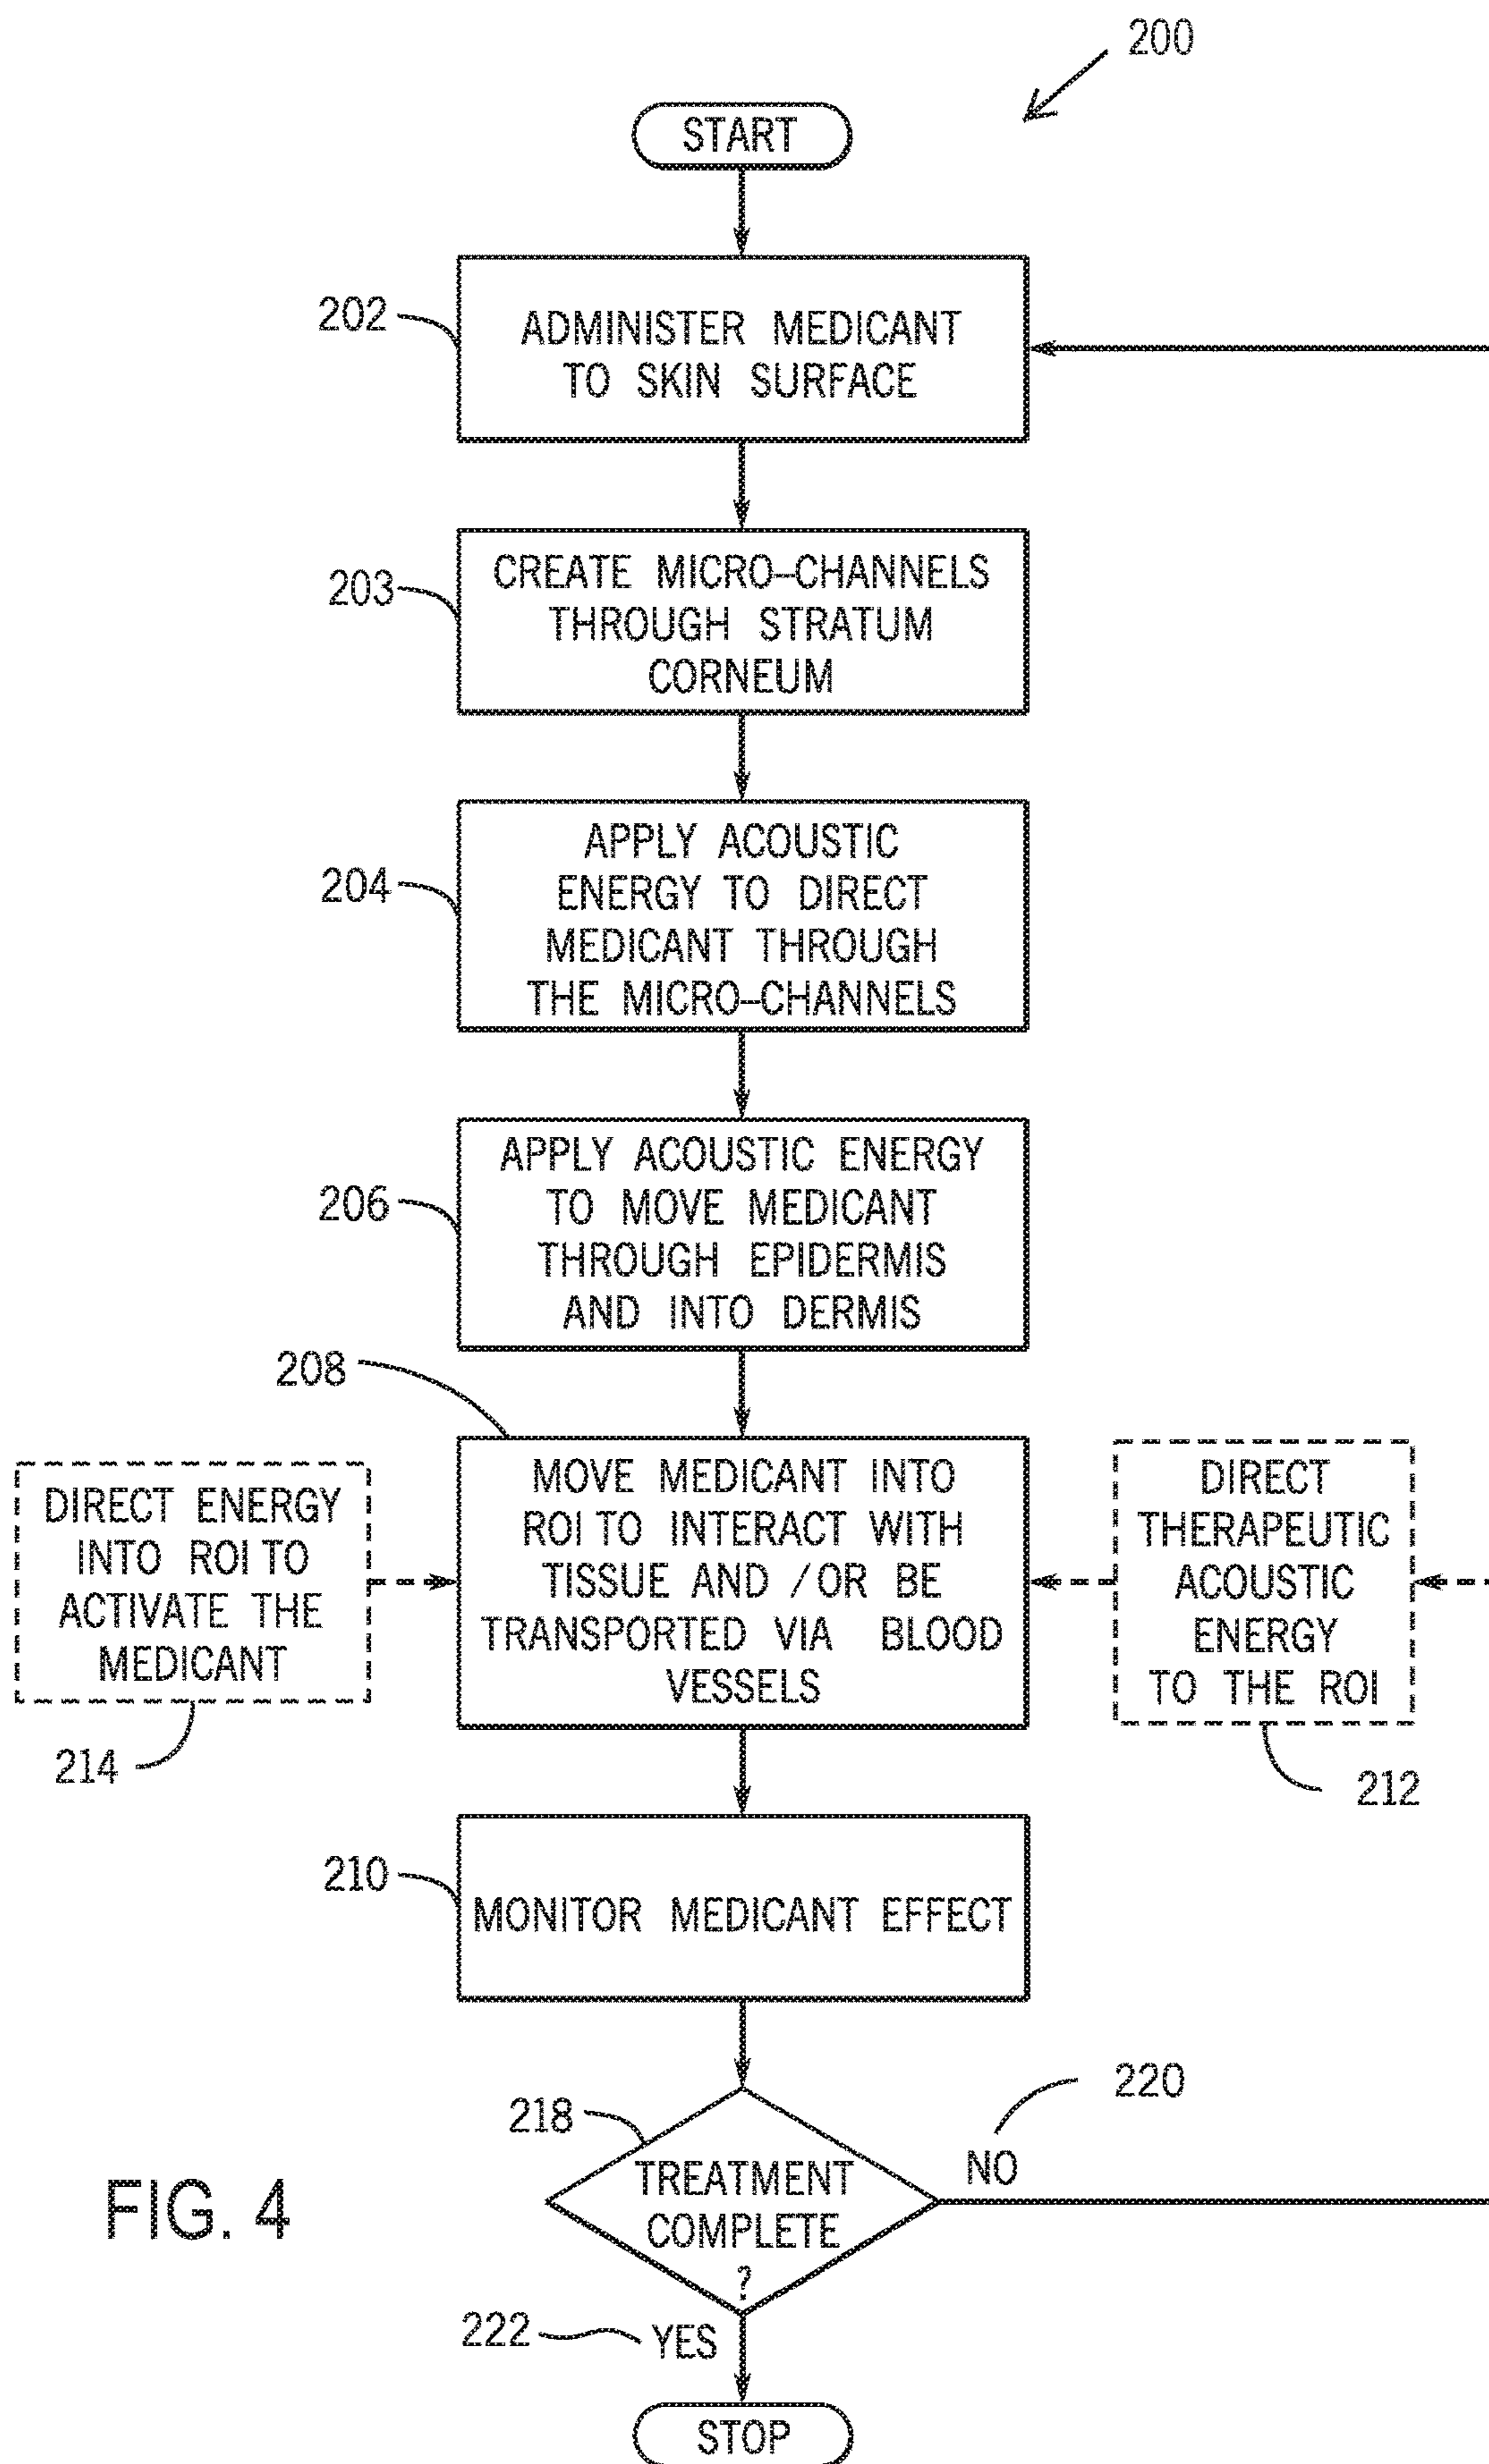 200
START
202
ADMINISTER MEDICANT
TO SKIN SURFACE
203
CREATE MICRO-CHANNELS
THROUGH STRATUM
CORNEUM
204
APPLY ACOUSTIC
ENERGY TO DIRECT
MEDICANT THROUGH
THE MICRO-CHANNELS
206
APPLY ACOUSTIC ENERGY
TO MOVE MEDICANT
THROUGH EPIDERMIS
AND INTO DERMIS
208
MOVE MEDICANT INTO
ROI TO INTERACT WITH
TISSUE AND /OR BE
TRANSPORTED VIA BLOOD
VESSELS
DIRECT ENERGY
INTO ROI TO
ACTIVATE THE
MEDICANT
214
DIRECT
THERAPEUTIC
ACOUSTIC
ENERGY
TO THE ROI
212
210
MONITOR MEDICANT EFFECT
218
TREATMENT
COMPLETE
?
220
NO
222
YES
STOP
FIG. 4